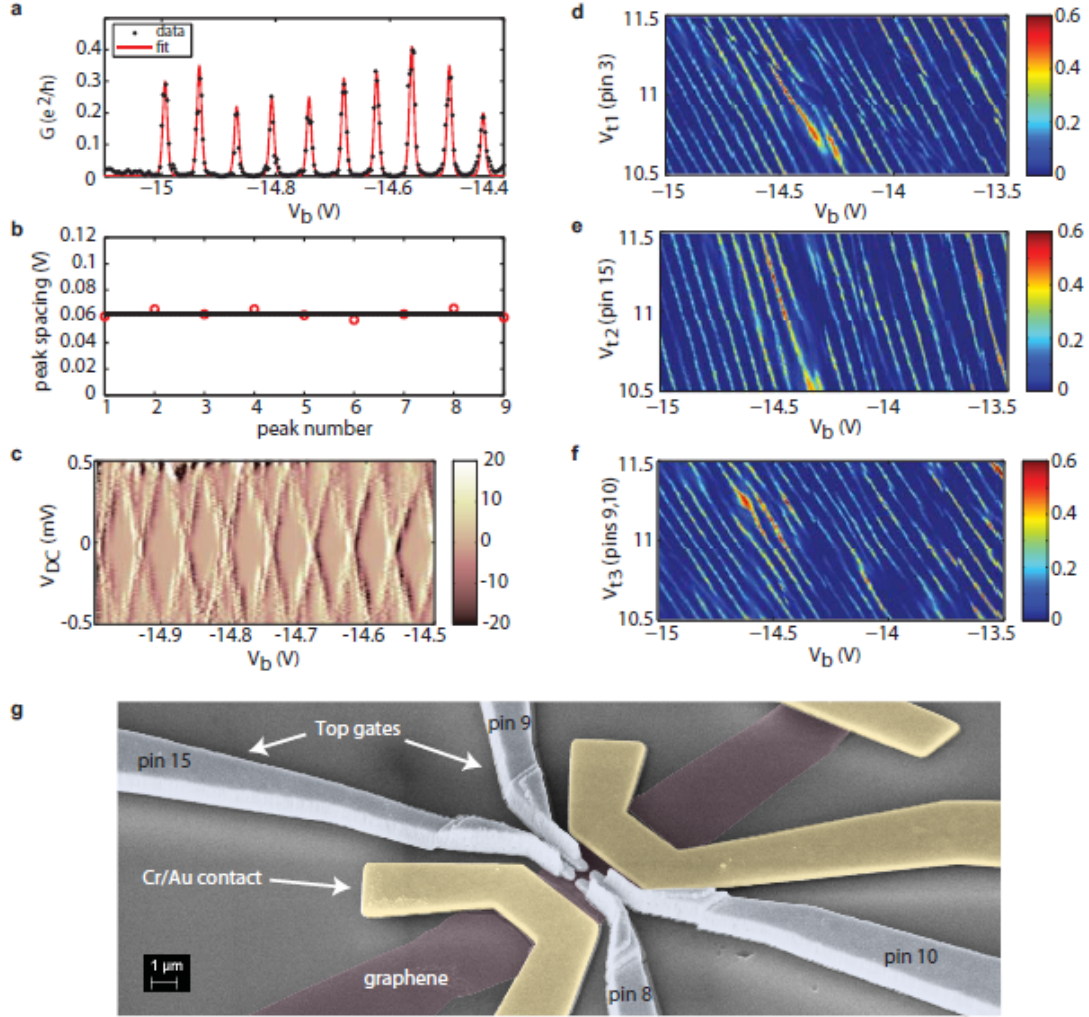 a
data
fit
G (e²/h)
0.4
0.3
0.2
0.1
0
−15
−14.8
−14.6
−14.4
V_b (V)
b
peak spacing (V)
0.12
0.09
0.06
0.03
0
1 2 3 4 5 6 7 8 9
peak number
c
V_DC (mV)
0.5
0
-0.5
-14.9 -14.8 -14.7 -14.6 -14.5
V_b (V)
20
10
0
-10
-20
d
V_t1 (pin 3)
11.5
11
10.5
−15 −14.5 −14 −13.5
V_b (V)
0.6
0.4
0.2
0
e
V_t2 (pin 15)
11.5
11
10.5
−15 −14.5 −14 −13.5
V_b (V)
0.6
0.4
0.2
0
f
V_t3 (pins 9,10)
11.5
11
10.5
−15 −14.5 −14 −13.5
V_b (V)
0.6
0.4
0.2
0
g
Top gates
pin 9
pin 15
Cr/Au contact
1 µm
graphene
pin 8
pin 10